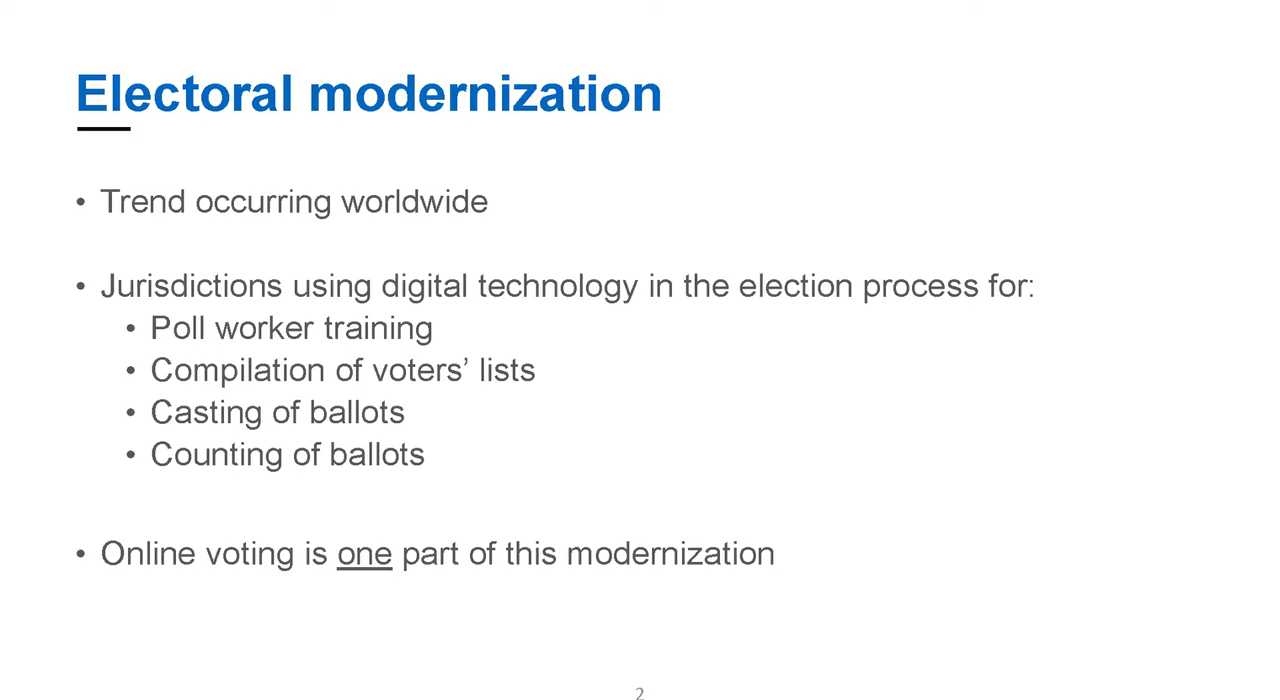 Electoral modernization
• Trend occurring worldwide
• Jurisdictions using digital technology in the election process for:
• Poll worker training
• Compilation of voters’ lists
• Casting of ballots
• Counting of ballots
• Online voting is one part of this modernization
2